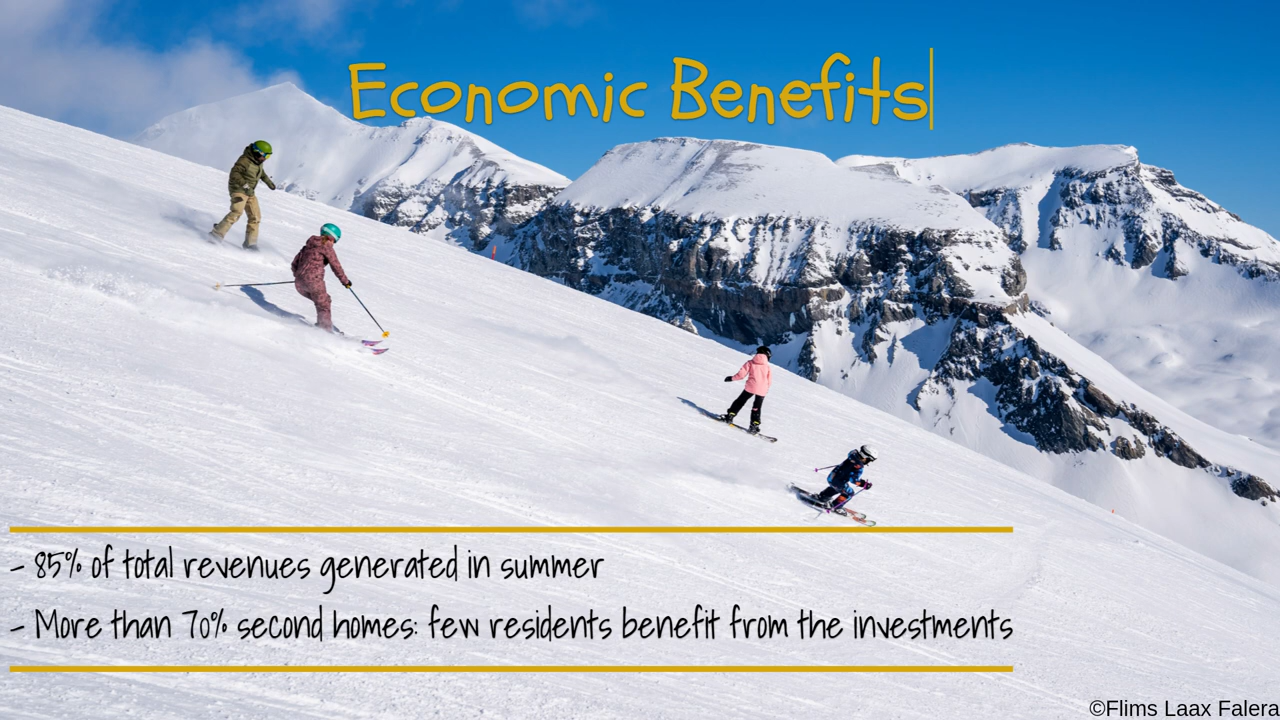 Economic Benefits
- 85% of total revenues generated in summer
- More than 70% second homes: few residents benefit from the investments
©Flims Laax Falera